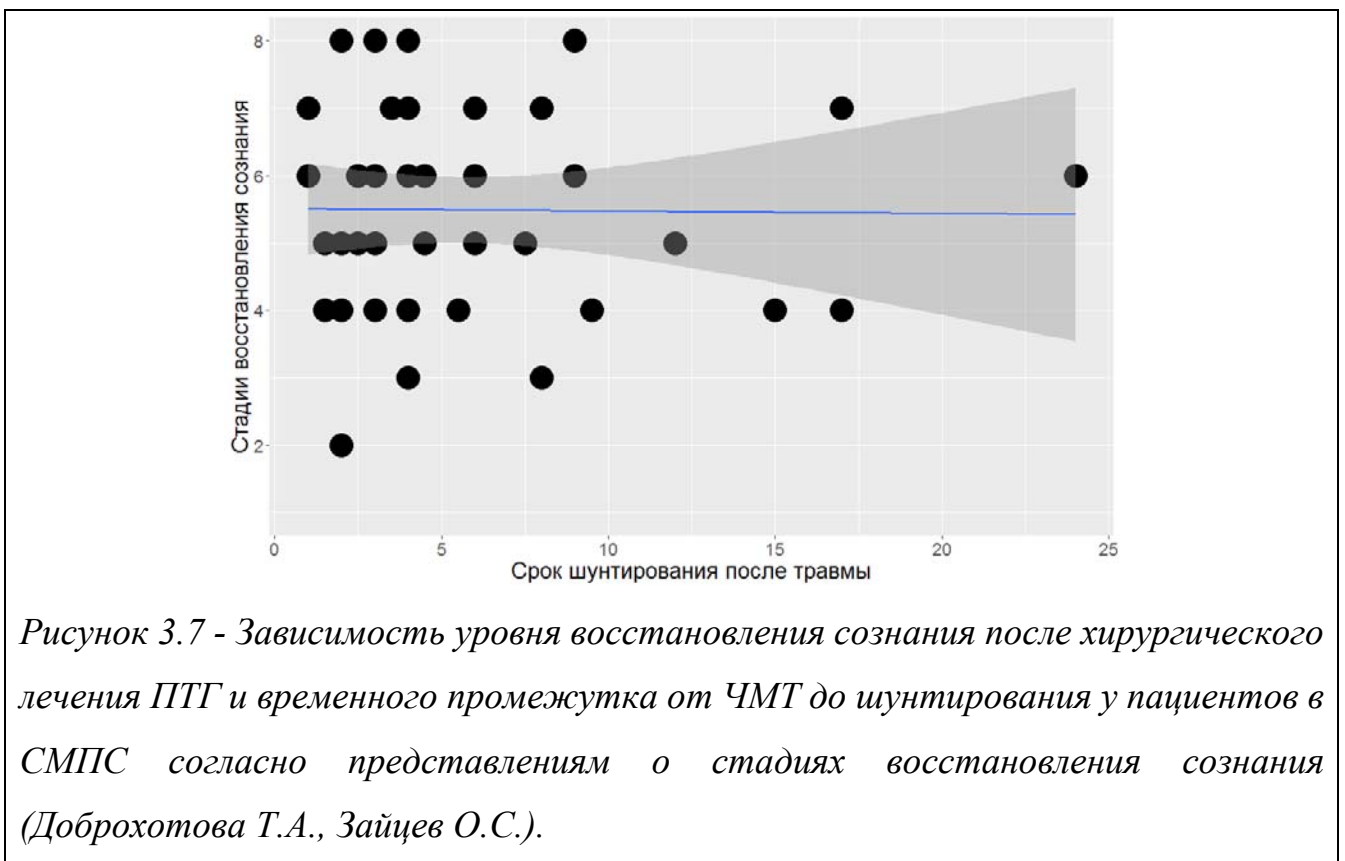 Стадии восстановления сознания
8
6
4
2
0 5 10 15 20 25
Срок шунтирования после травмы
Рисунок 3.7 - Зависимость уровня восстановления сознания после хирургического
лечения ПТГ и временного промежутка от ЧМТ до шунтирования у пациентов в
СМПС согласно представлениям о стадиях восстановления сознания
(Доброхотова Т.А., Зайцев О.С.).